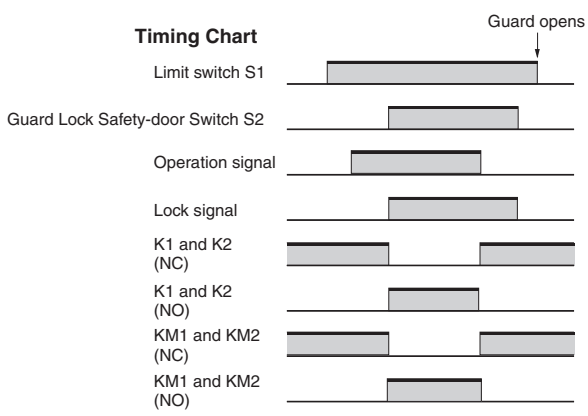 Guard opens
Timing Chart
Limit switch S1
Guard Lock Safety-door Switch S2
Operation signal
Lock signal
K1 and K2
(NC)
K1 and K2
(NO)
KM1 and KM2
(NC)
KM1 and KM2
(NO)